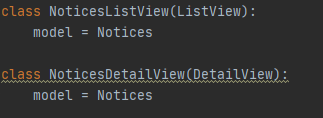 class NoticesListView(ListView):
    model = Notices

class NoticesDetailView(DetailView):
    model = Notices